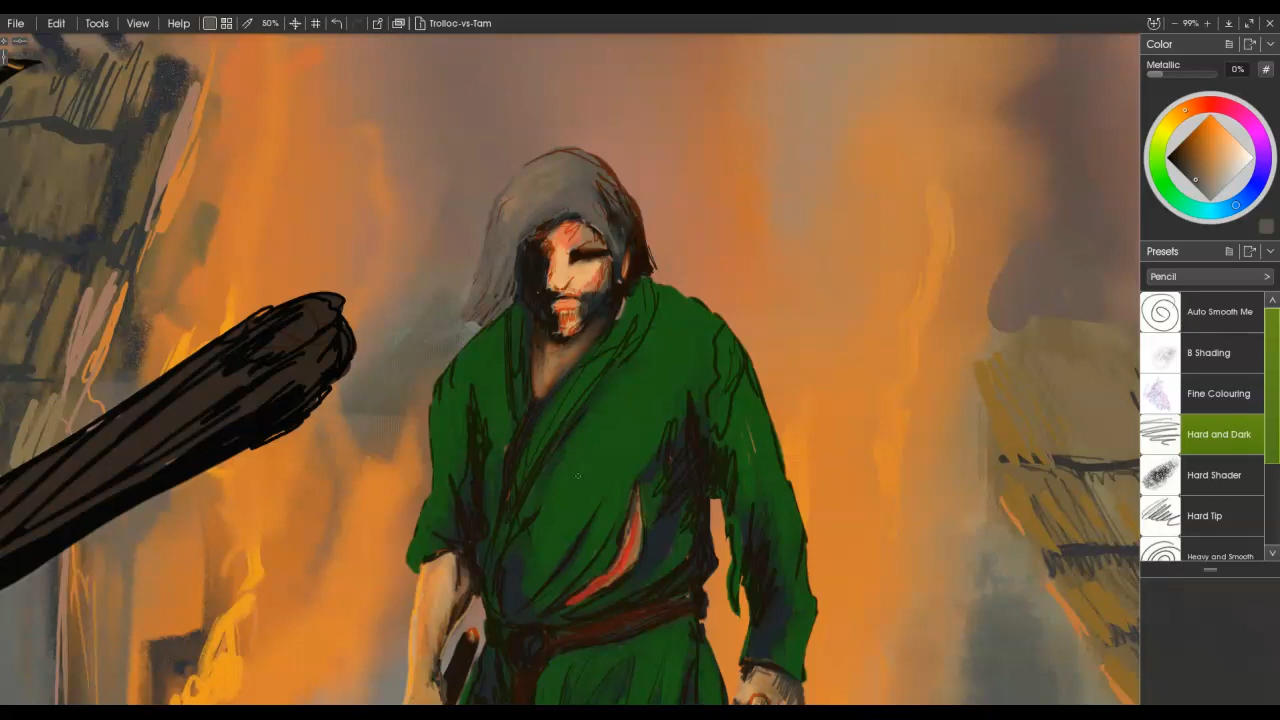 File Edit Tools View Help 50% Trolloc-vs-Tam − 99% +
Color
Metallic
0% #
Presets
Pencil >
Auto Smooth Me
B Shading
Fine Colouring
Hard and Dark
Hard Shader
Hard Tip
Heavy and Smooth